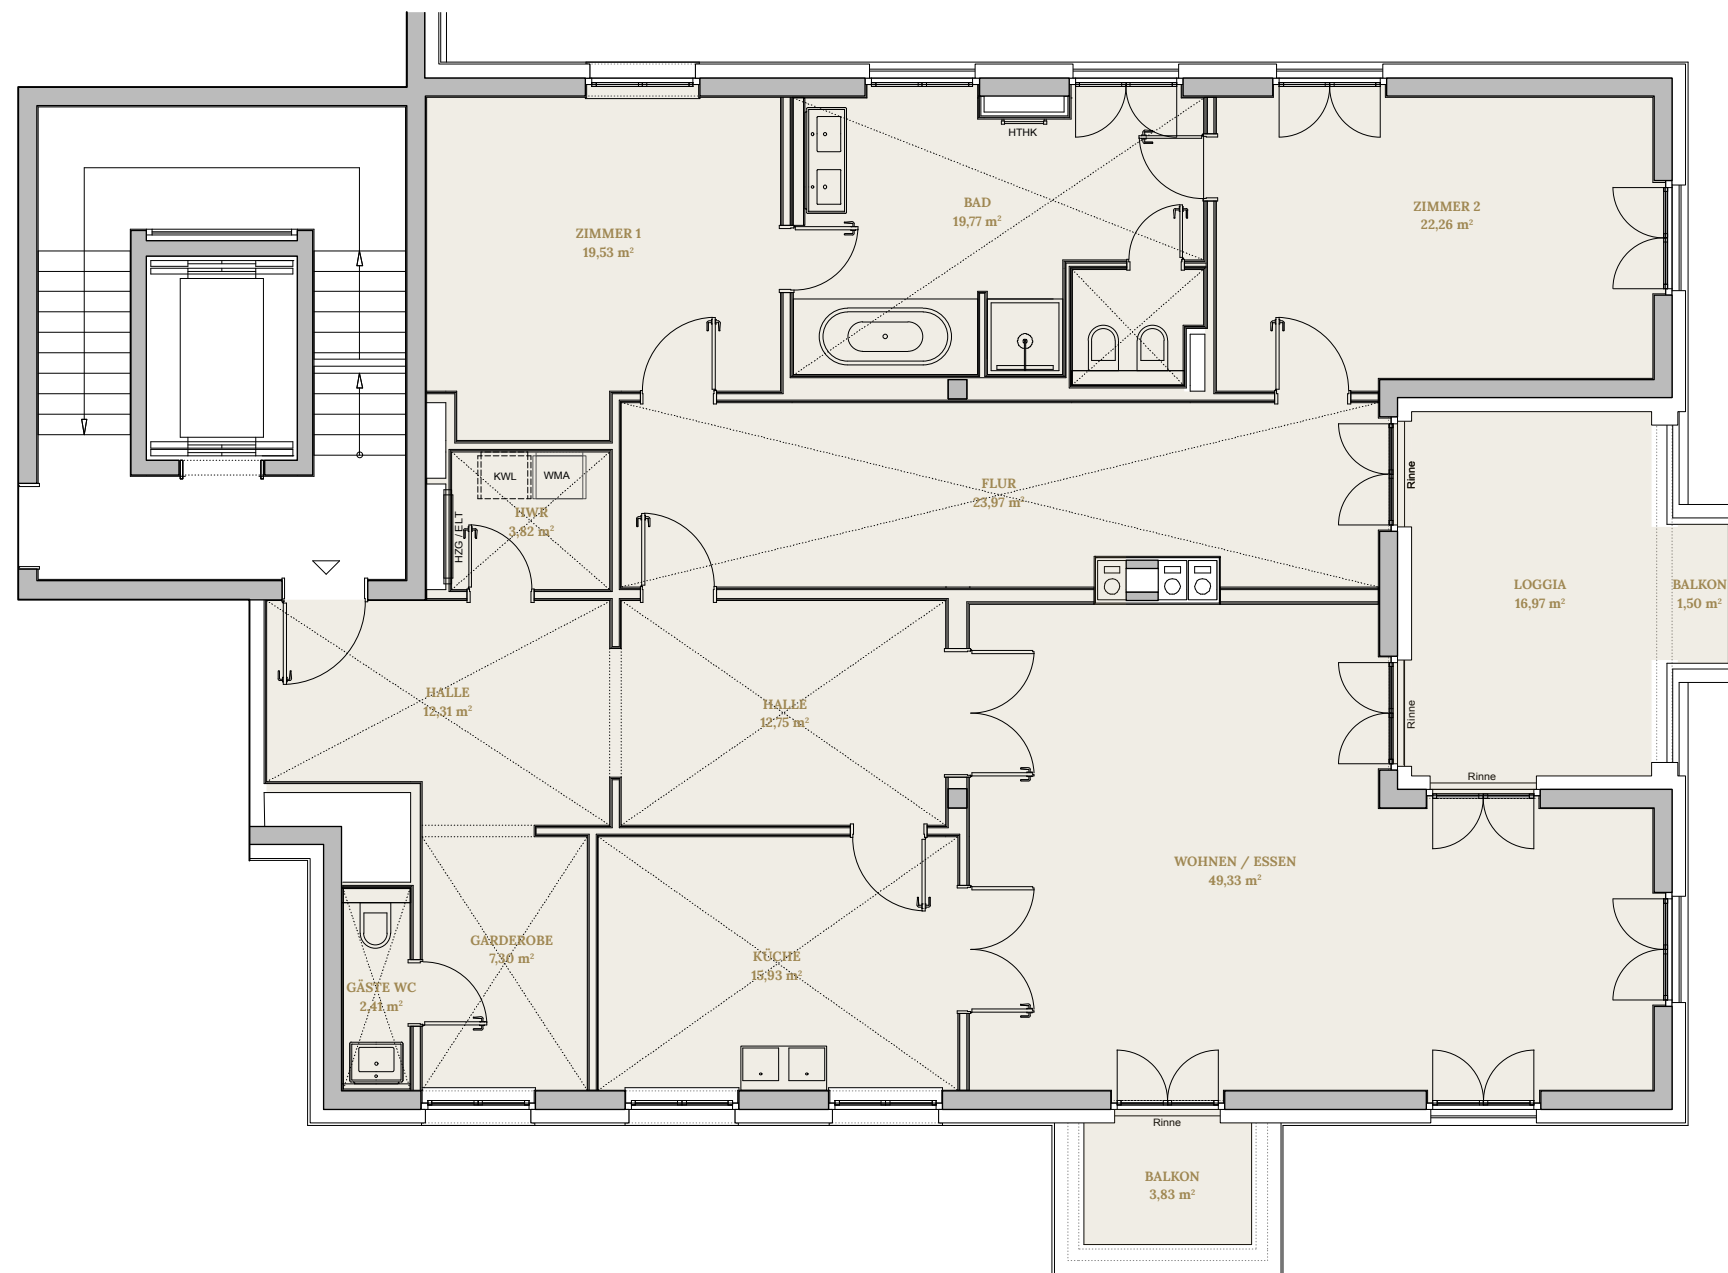 HTHK
BAD
19,77 m²
ZIMMER 2
22,26 m²
ZIMMER 1
19,53 m²
KWL
WMA
HWR
3,82 m²
HZG / ELT
FLUR
23,97 m²
Rinne
LOGGIA
16,97 m²
BALKON
1,50 m²
HALLE
12,31 m²
HALLE
12,75 m²
Rinne
Rinne
WOHNEN / ESSEN
49,33 m²
GARDEROBE
7,30 m²
KÜCHE
15,93 m²
GÄSTE WC
2,41 m²
Rinne
BALKON
3,83 m²